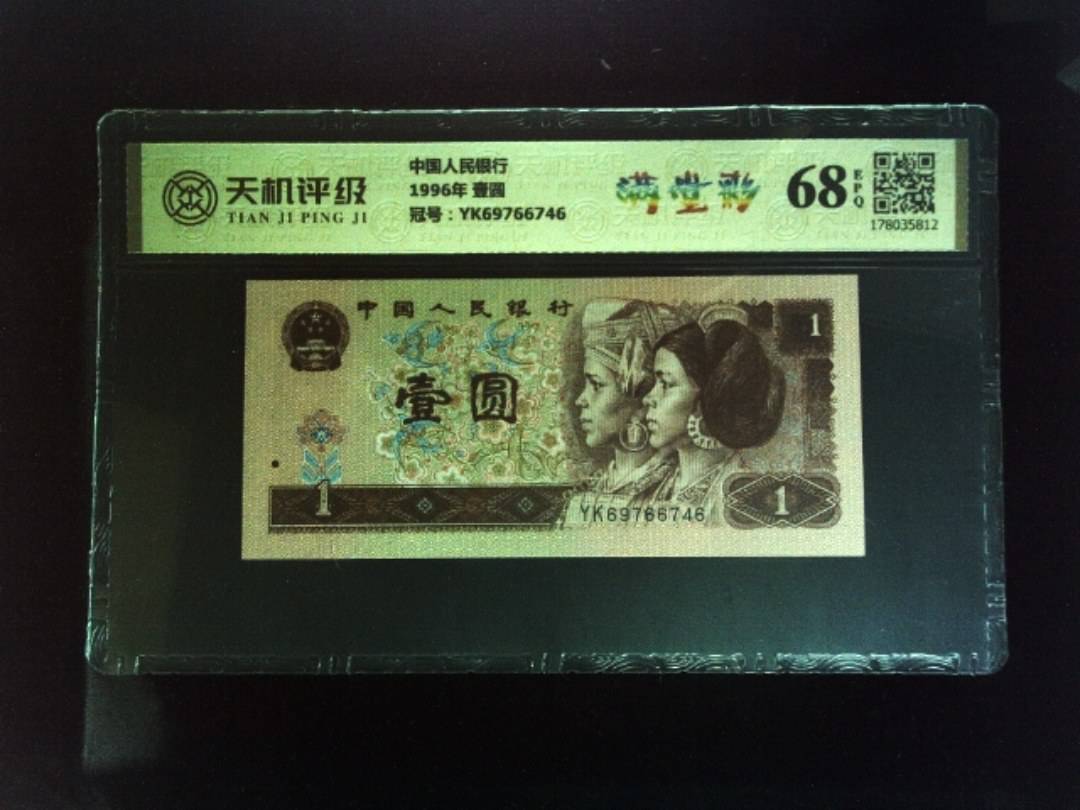 天机评级
TIAN JI PING JI
中国人民银行
1996年 壹圆
冠号：YK69766746
满堂彩
68
EPQ
178035812
中国人民银行
1
壹圆
1
YK69766746
1